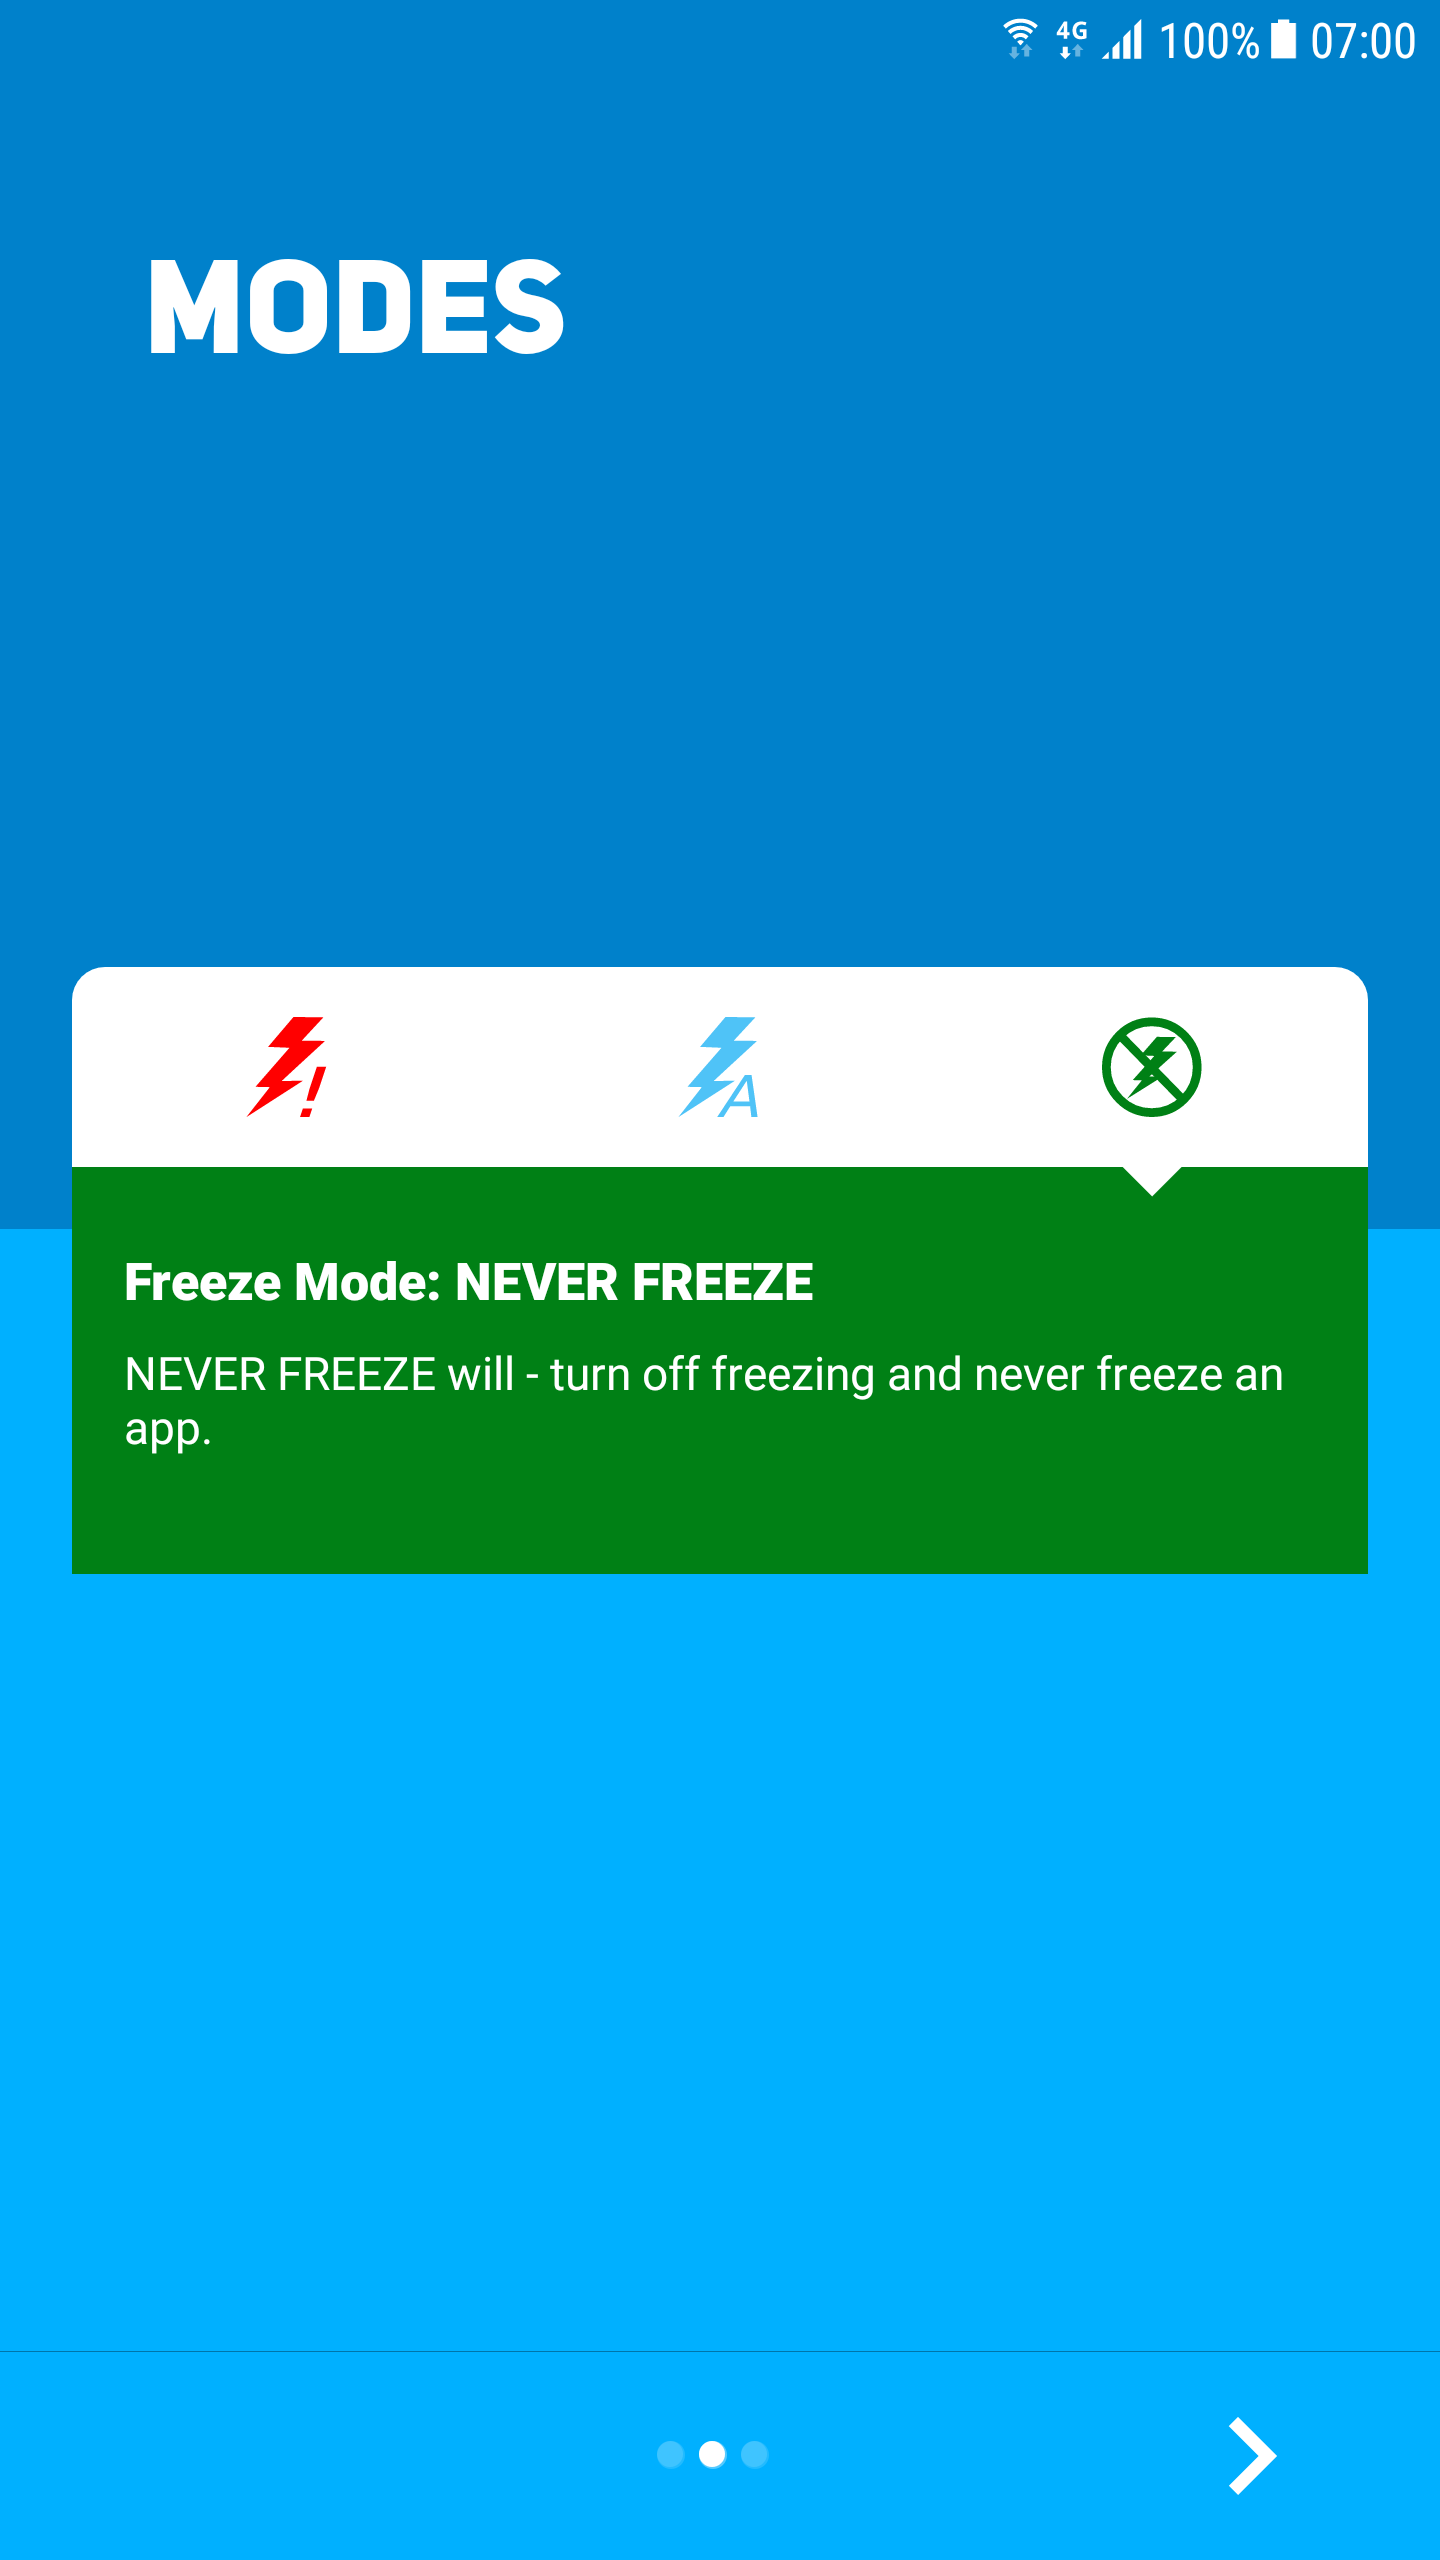 4G 100% 07:00
MODES
! A
Freeze Mode: NEVER FREEZE
NEVER FREEZE will - turn off freezing and never freeze an
app.